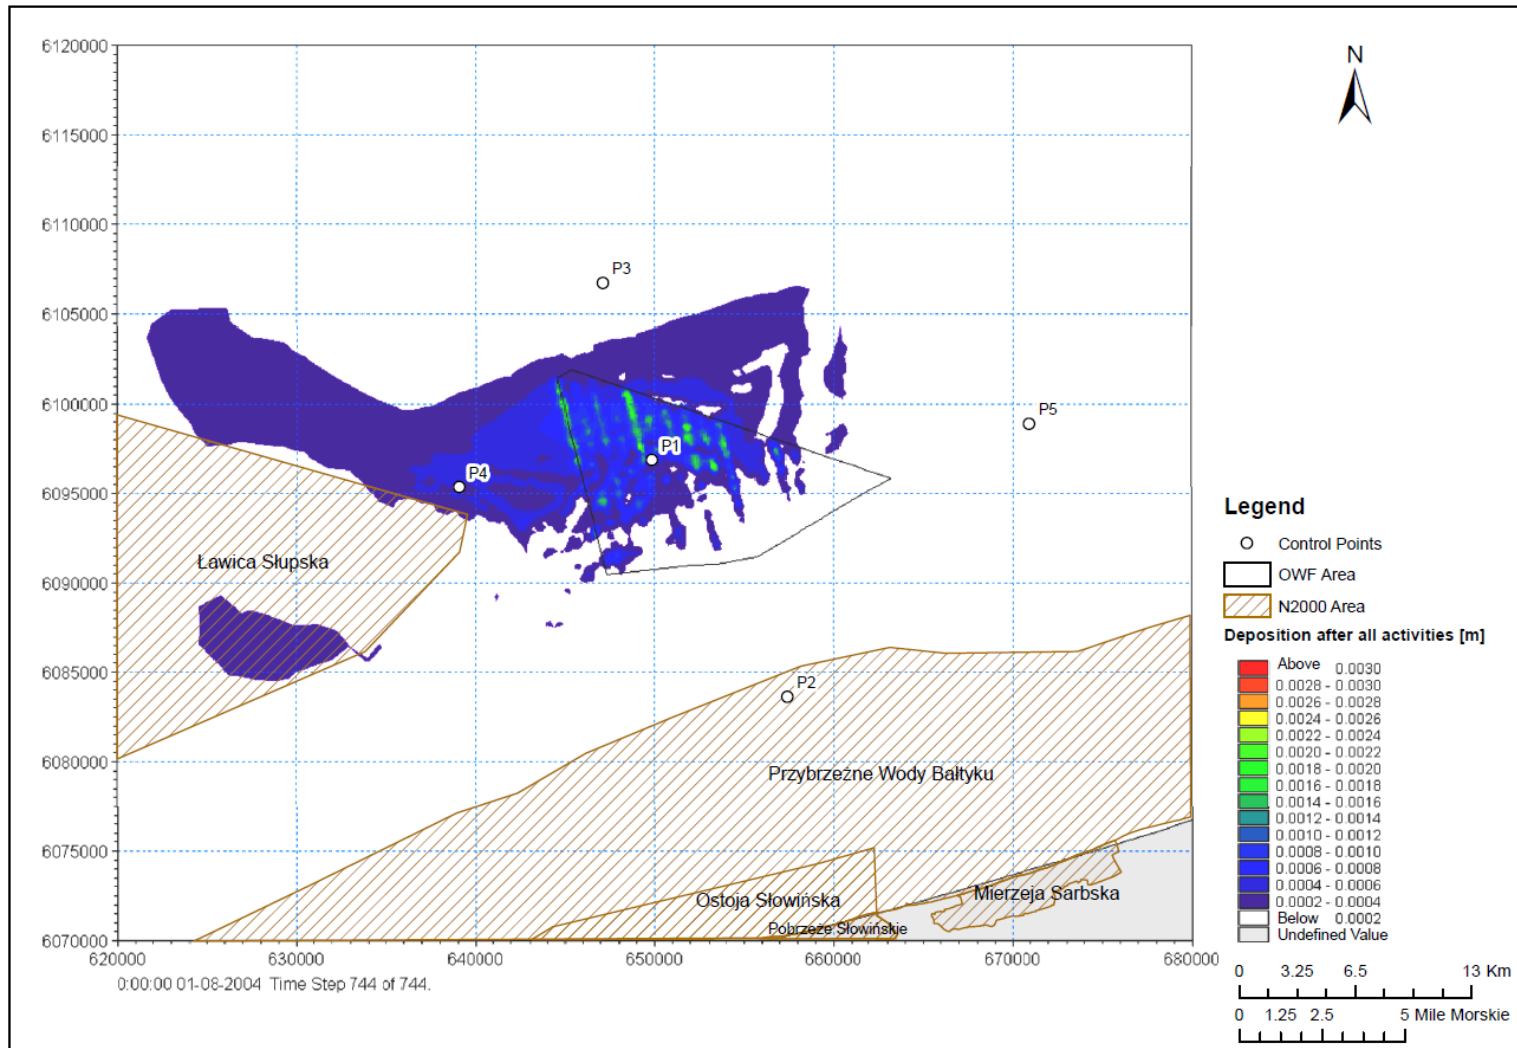 6120000
N
6115000
6110000
P3
6105000
6100000
P5
P1
P4
6095000
Legend
Control Points
Ławica Słupska
OWF Area
6090000
N2000 Area
Deposition after all activities [m]
6085000
Above 0.0030
P2
0.0028 - 0.0030
0.0026 - 0.0028
0.0024 - 0.0026
0.0022 - 0.0024
0.0020 - 0.0022
6080000
Przybrzeżne Wody Bałtyku
0.0018 - 0.0020
0.0016 - 0.0018
0.0014 - 0.0016
0.0012 - 0.0014
0.0010 - 0.0012
6075000
0.0008 - 0.0010
0.0006 - 0.0008
0.0004 - 0.0006
Mierzeja Sarbska
Ostoja Słowińska
0.0002 - 0.0004
Below 0.0002
Pobrzeże Słowińskie
Undefined Value
6070000
620000 630000 640000 650000 660000 670000 680000
0 3.25 6.5 13 Km
0:00:00 01-08-2004 Time Step 744 of 744.
0 1.25 2.5 5 Mile Morskie